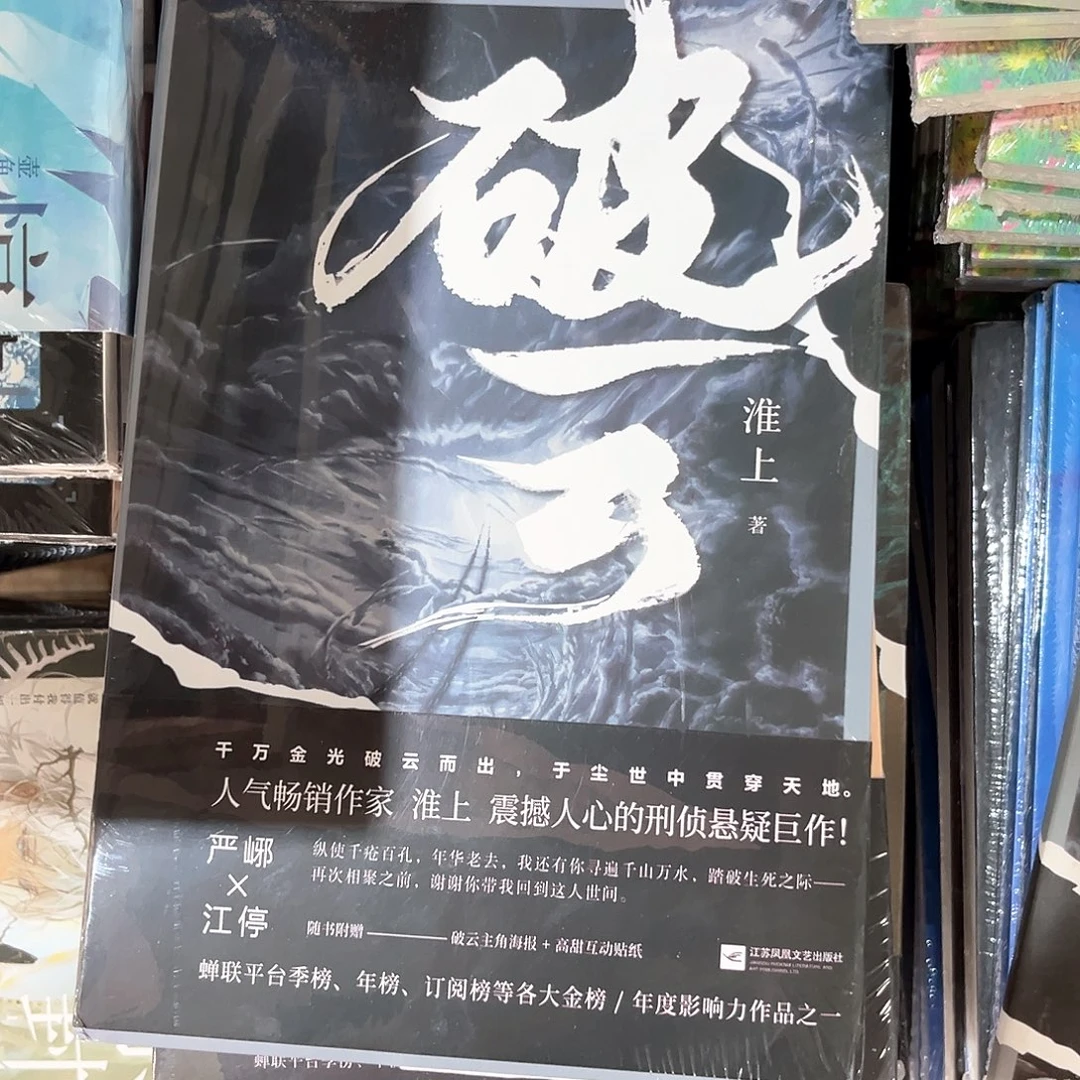 破
云
淮上
著
千万金光破云而出，于尘世中贯穿天地。
人气畅销作家 淮上 震撼人心的刑侦悬疑巨作！
严峫
×
江停
纵使千疮百孔，年华老去，我还有你寻遍千山万水，踏破生死之际——
再次相聚之前，谢谢你带我回到这人世间。
随书附赠————破云主角海报+高甜互动贴纸
江苏凤凰文艺出版社
蝉联平台季榜、年榜、订阅榜等各大金榜/年度影响力作品之一